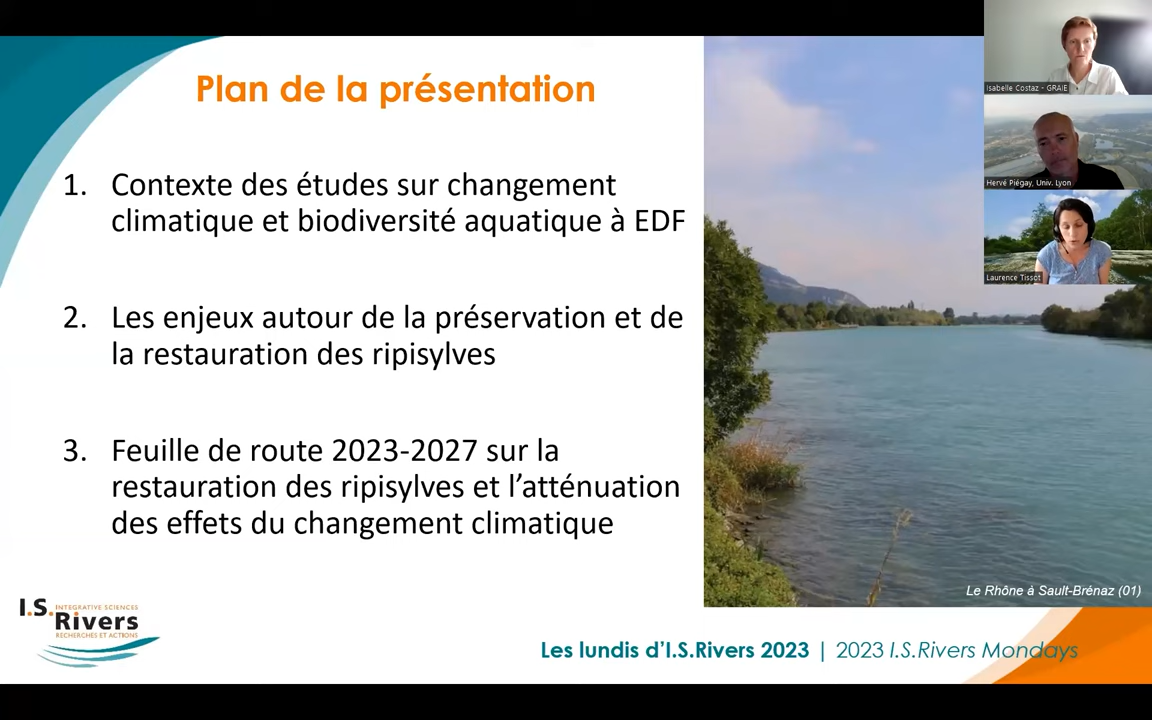 Plan de la présentation
Isabelle Costaz - GRAIE
Hervé Piégay, Univ. Lyon
Laurence Tissot
1. Contexte des études sur changement
climatique et biodiversité aquatique à EDF
2. Les enjeux autour de la préservation et de
la restauration des ripisylves
3. Feuille de route 2023-2027 sur la
restauration des ripisylves et l’atténuation
des effets du changement climatique
Le Rhône à Sault-Brénaz (01)
I.S. INTEGRATIVE SCIENCES
Rivers
RECHERCHES ET ACTIONS
Les lundis d’I.S.Rivers 2023 | 2023 I.S.Rivers Mondays